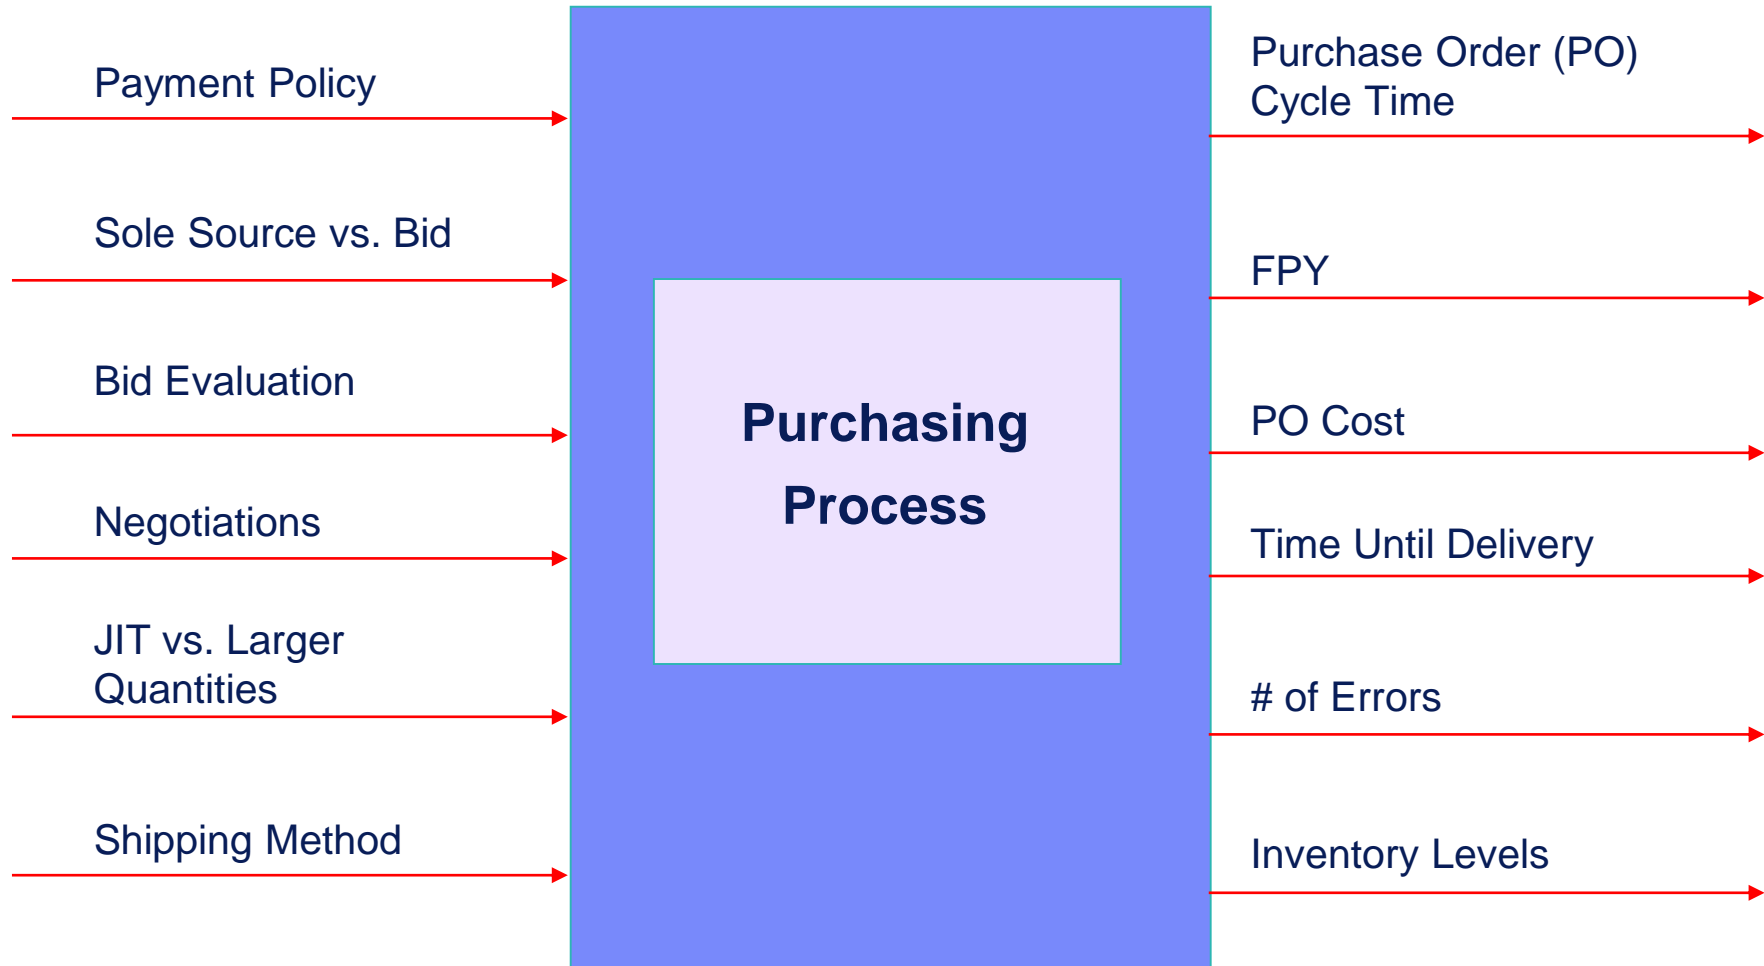 Payment Policy
Sole Source vs. Bid
Bid Evaluation
Negotiations
JIT vs. Larger
Quantities
Shipping Method
Purchasing
Process
Purchase Order (PO)
Cycle Time
FPY
PO Cost
Time Until Delivery
# of Errors
Inventory Levels